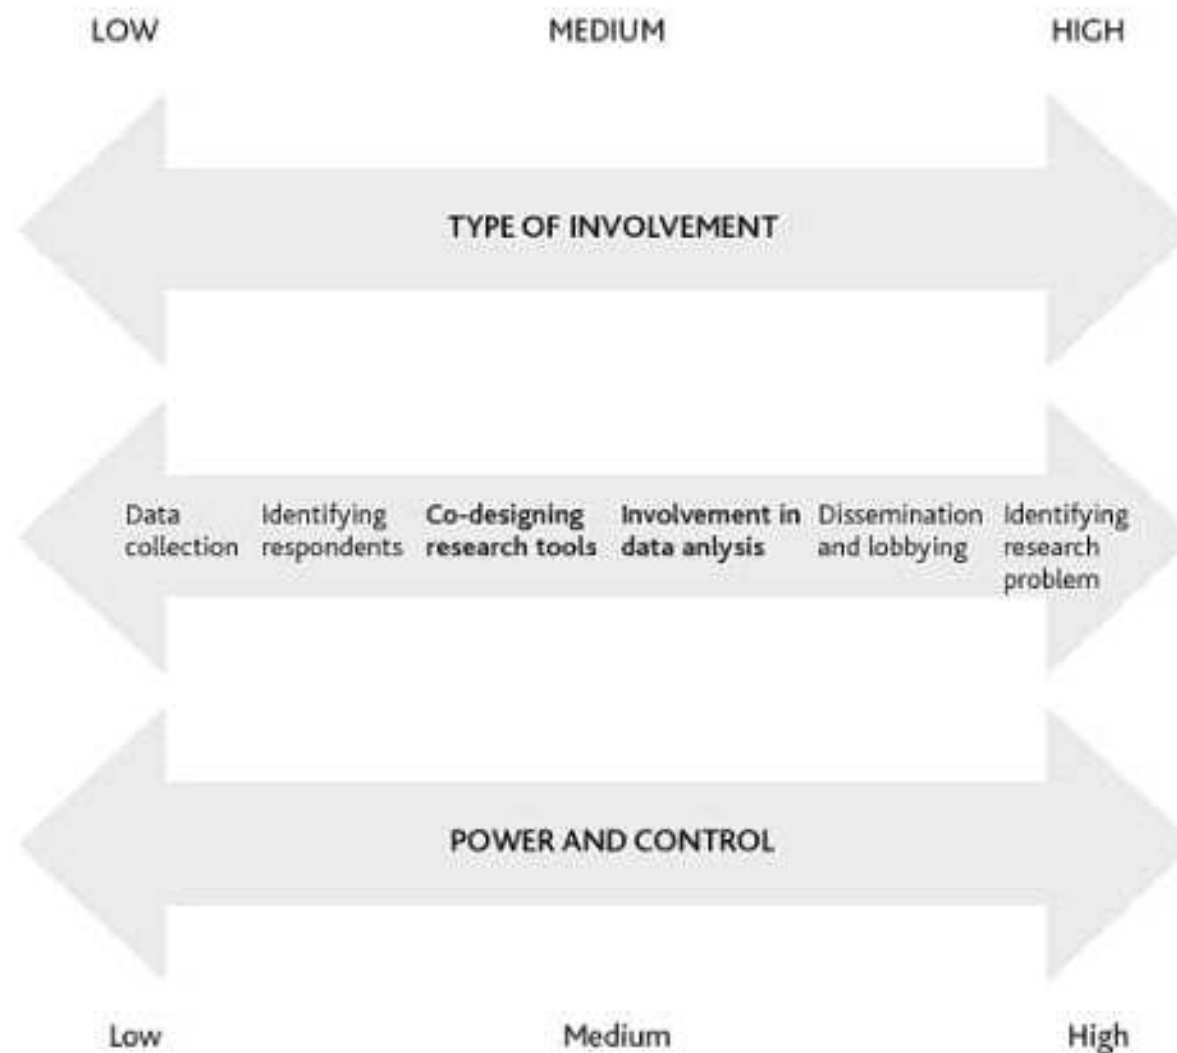 LOW MEDIUM HIGH
TYPE OF INVOLVEMENT
Data Identifying Co-designing Involvement in Dissemination Identifying
collection respondents research tools data anlysis and lobbying research
problem
POWER AND CONTROL
Low Medium High